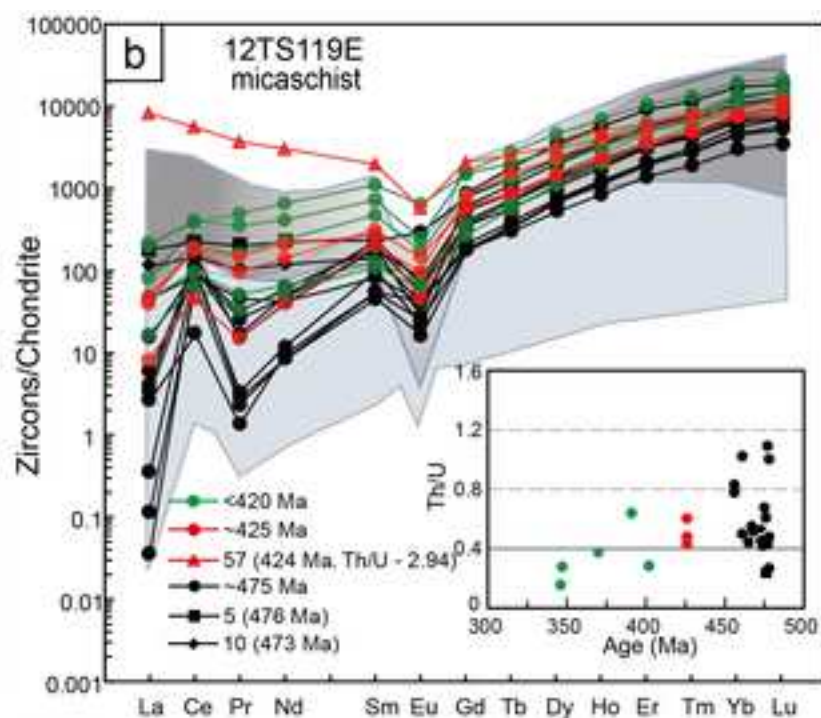 b
12TS119E
micaschist
Zircons/Chondrite
100000
10000
1000
100
10
1
0.1
0.01
0.001
<420 Ma
~425 Ma
57 (424 Ma, Th/U - 2.94)
~475 Ma
5 (476 Ma)
10 (473 Ma)
Th/U
1.6
1.2
0.8
0.4
0
300 350 400 450 500
Age (Ma)
La Ce Pr Nd Sm Eu Gd Tb Dy Ho Er Tm Yb Lu